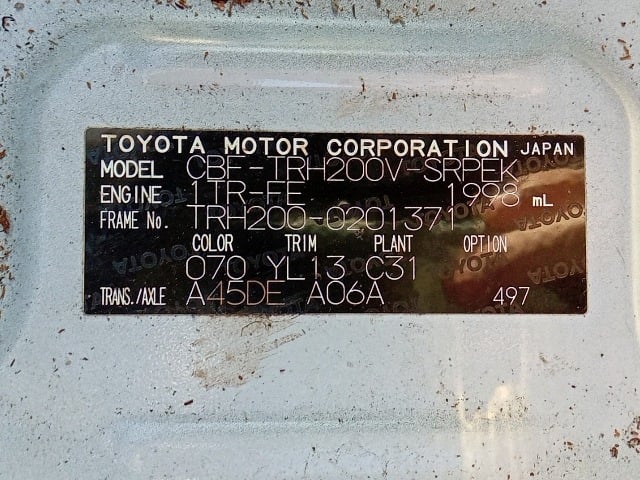 TOYOTA MOTOR CORPORATION JAPAN
MODEL CBF-TRH200V-SRPEK
ENGINE 1TR-FE 1998 mL
FRAME No. TRH200-0201371
COLOR TRIM PLANT OPTION
070 YL13 C31
TRANS./AXLE A45DE A06A 497